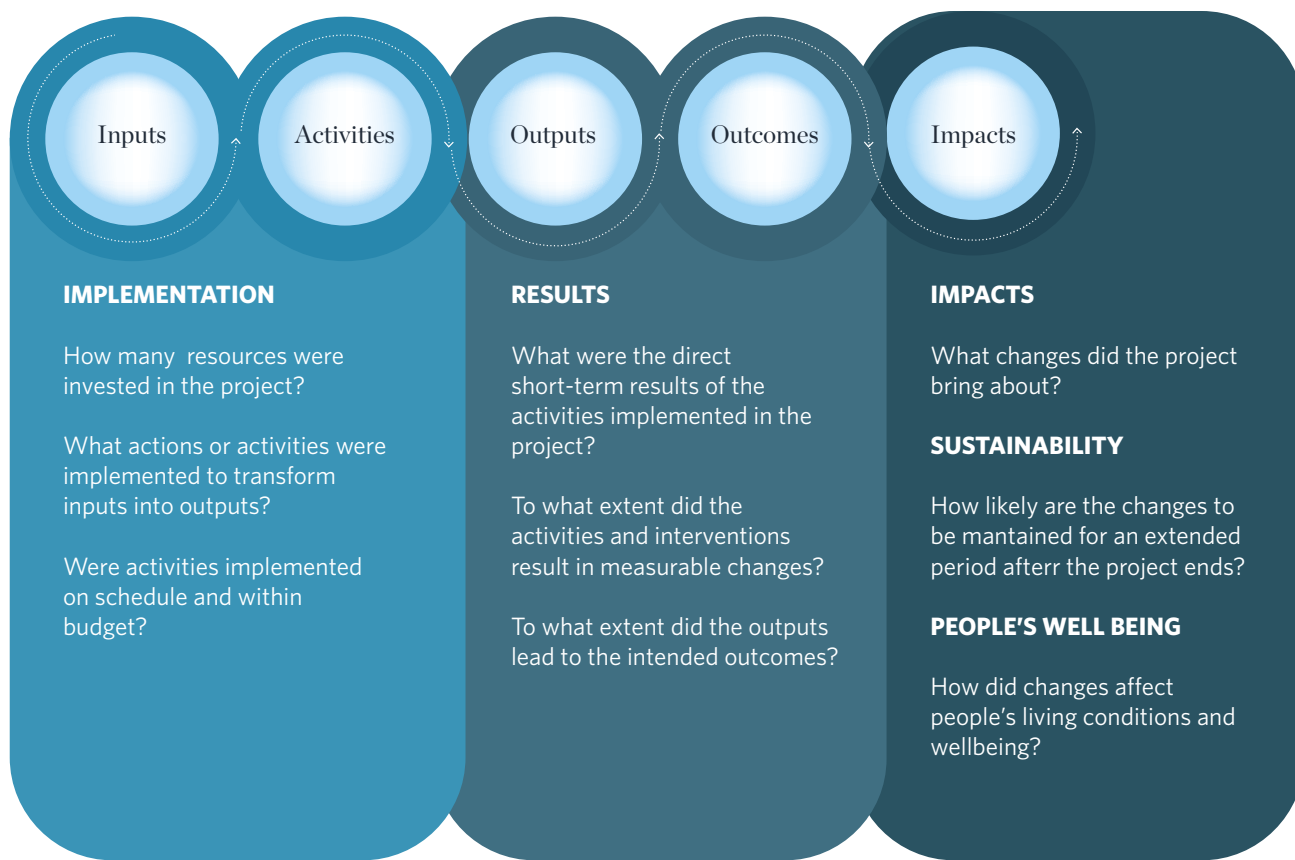 Inputs
Activities
Outputs
Outcomes
Impacts
IMPLEMENTATION
How many resources were
invested in the project?
What actions or activities were
implemented to transform
inputs into outputs?
Were activities implemented
on schedule and within
budget?
RESULTS
What were the direct
short-term results of the
activities implemented in the
project?
To what extent did the
activities and interventions
result in measurable changes?
To what extent did the outputs
lead to the intended outcomes?
IMPACTS
What changes did the project
bring about?
SUSTAINABILITY
How likely are the changes to
be mantained for an extended
period afterr the project ends?
PEOPLE’S WELL BEING
How did changes affect
people’s living conditions and
wellbeing?